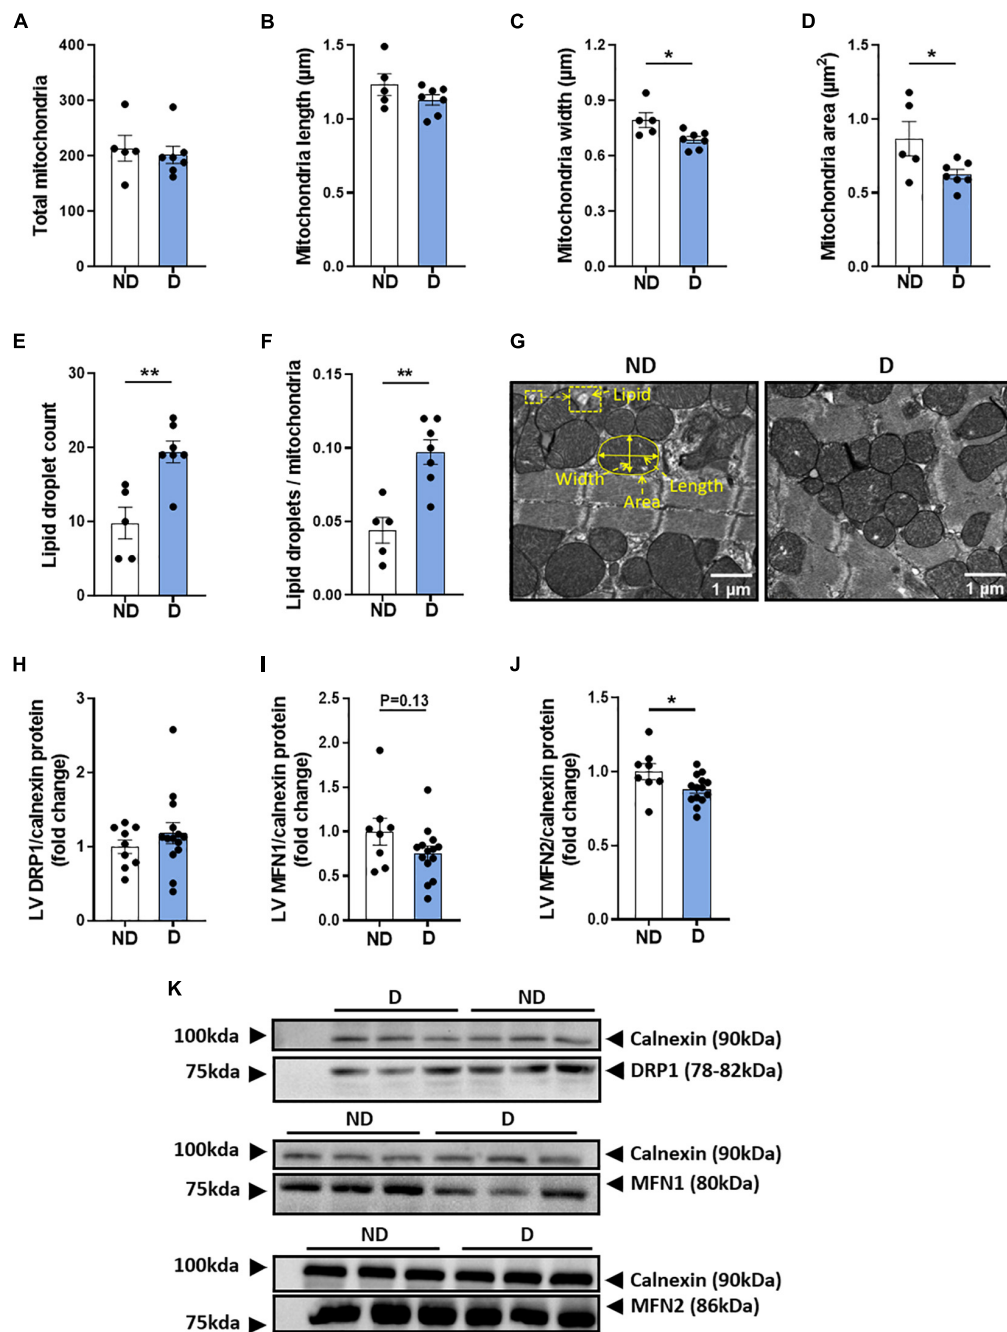 A
B
C
D
Total mitochondria
400
300
200
100
0
ND
D
Mitochondria length (µm)
1.5
1.0
0.5
0.0
ND
D
Mitochondria width (µm)
1.2
0.9
0.6
0.3
0.0
*
ND
D
Mitochondria area (µm²)
1.5
1.0
0.5
0.0
*
ND
D
E
F
G
Lipid droplet count
30
20
10
0
**
ND
D
Lipid droplets / mitochondria
0.15
0.10
0.05
0.00
**
ND
D
ND
D
Lipid
Width
Length
Area
1 µm
1 µm
H
I
J
LV DRP1/calnexin protein
(fold change)
3
2
1
0
ND
D
LV MFN1/calnexin protein
(fold change)
2.5
2.0
1.5
1.0
0.5
0.0
P=0.13
ND
D
LV MFN2/calnexin protein
(fold change)
1.5
1.0
0.5
0.0
*
ND
D
K
D
ND
100kda
Calnexin (90kDa)
75kda
DRP1 (78-82kDa)
ND
D
100kda
Calnexin (90kDa)
75kda
MFN1 (80kDa)
ND
D
100kda
Calnexin (90kDa)
MFN2 (86kDa)
75kda